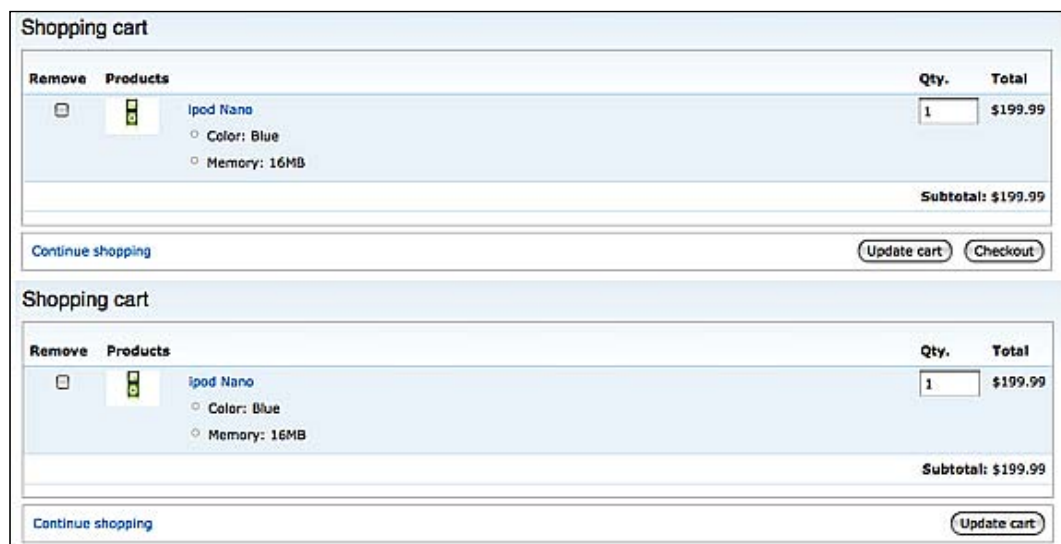 Shopping cart
Remove Products Qty. Total
Ipod Nano 1 $199.99
Color: Blue
Memory: 16MB
Subtotal: $199.99
Continue shopping Update cart Checkout
Shopping cart
Remove Products Qty. Total
Ipod Nano 1 $199.99
Color: Blue
Memory: 16MB
Subtotal: $199.99
Continue shopping Update cart